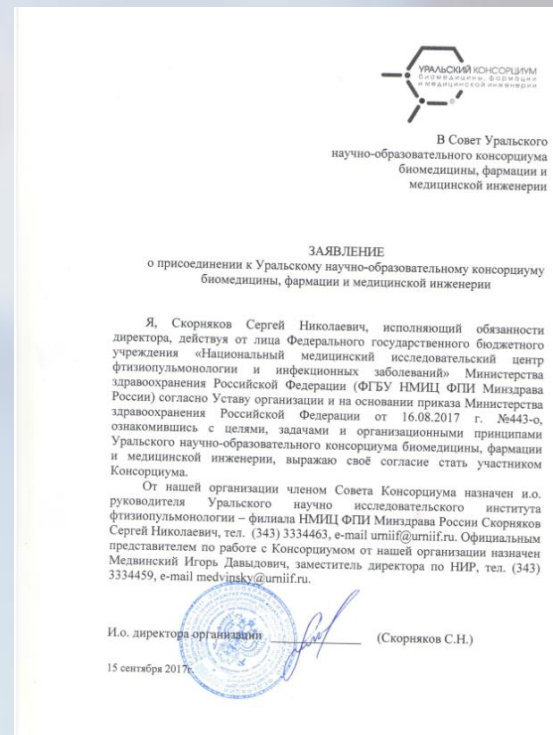 УРАЛЬСКИЙ КОНСОРЦИУМ
биомедицины, формации
и медицинской инженерии
В Совет Уральского
научно-образовательного консорциума
биомедицины, фармации и
медицинской инженерии
ЗАЯВЛЕНИЕ
о присоединении к Уральскому научно-образовательному консорциуму
биомедицины, фармации и медицинской инженерии
Я, Скорняков Сергей Николаевич, исполняющий обязанности
директора, действуя от лица Федерального государственного бюджетного
учреждения «Национальный медицинский исследовательский центр
фтизиопульмонологии и инфекционных заболеваний» Министерства
здравоохранения Российской Федерации (ФГБУ НМИЦ ФПИ Минздрава
России) согласно Уставу организации и на основании приказа Министерства
здравоохранения Российской Федерации от 16.08.2017 г. №443-о,
ознакомившись с целями, задачами и организационными принципами
Уральского научно-образовательного консорциума биомедицины, фармации
и медицинской инженерии, выражаю своё согласие стать участником
Консорциума.
От нашей организации членом Совета Консорциума назначен и.о.
руководителя Уральского научно исследовательского института
фтизиопульмонологии – филиала НМИЦ ФПИ Минздрава России Скорняков
Сергей Николаевич, тел. (343) 3334463, e-mail urniif@urniif.ru. Официальным
представителем по работе с Консорциумом от нашей организации назначен
Медвинский Игорь Давыдович, заместитель директора по НИР, тел. (343)
3334459, e-mail medvinsky@urniif.ru.
И.о. директора организации (Скорняков С.Н.)
15 сентября 2017г.